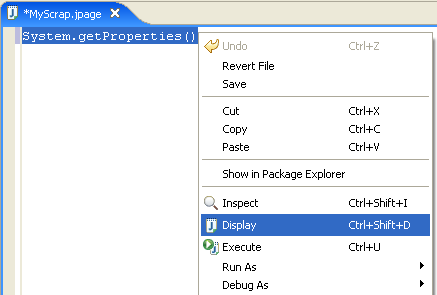 *MyScrap.jpage
System.getProperties()
Undo Ctrl+Z
Revert File
Save
Cut Ctrl+X
Copy Ctrl+C
Paste Ctrl+V
Show in Package Explorer
Inspect Ctrl+Shift+I
Display Ctrl+Shift+D
Execute Ctrl+U
Run As
Debug As